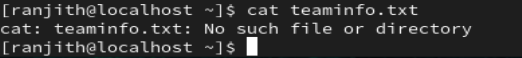 [ranjith@localhost ~]$ cat teaminfo.txt
cat: teaminfo.txt: No such file or directory
[ranjith@localhost ~]$